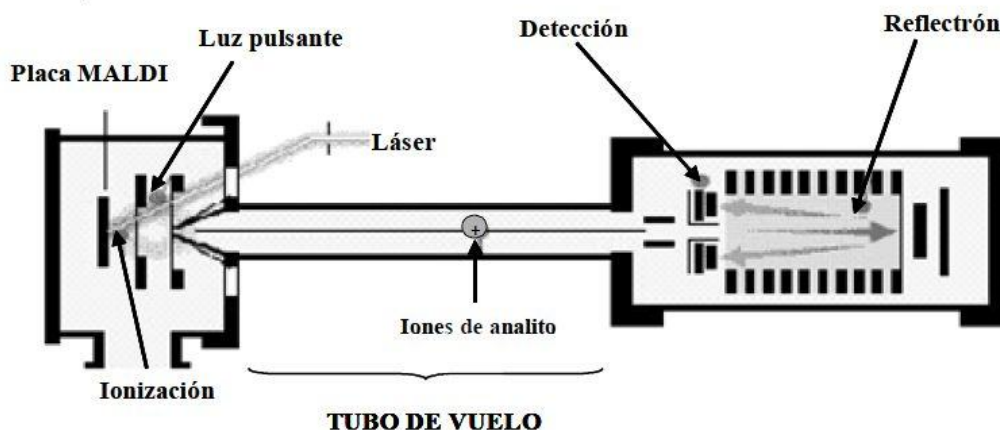 Luz pulsante
Detección
Reflectrón
Placa MALDI
Láser
+
Iones de analito
Ionización
TUBO DE VUELO